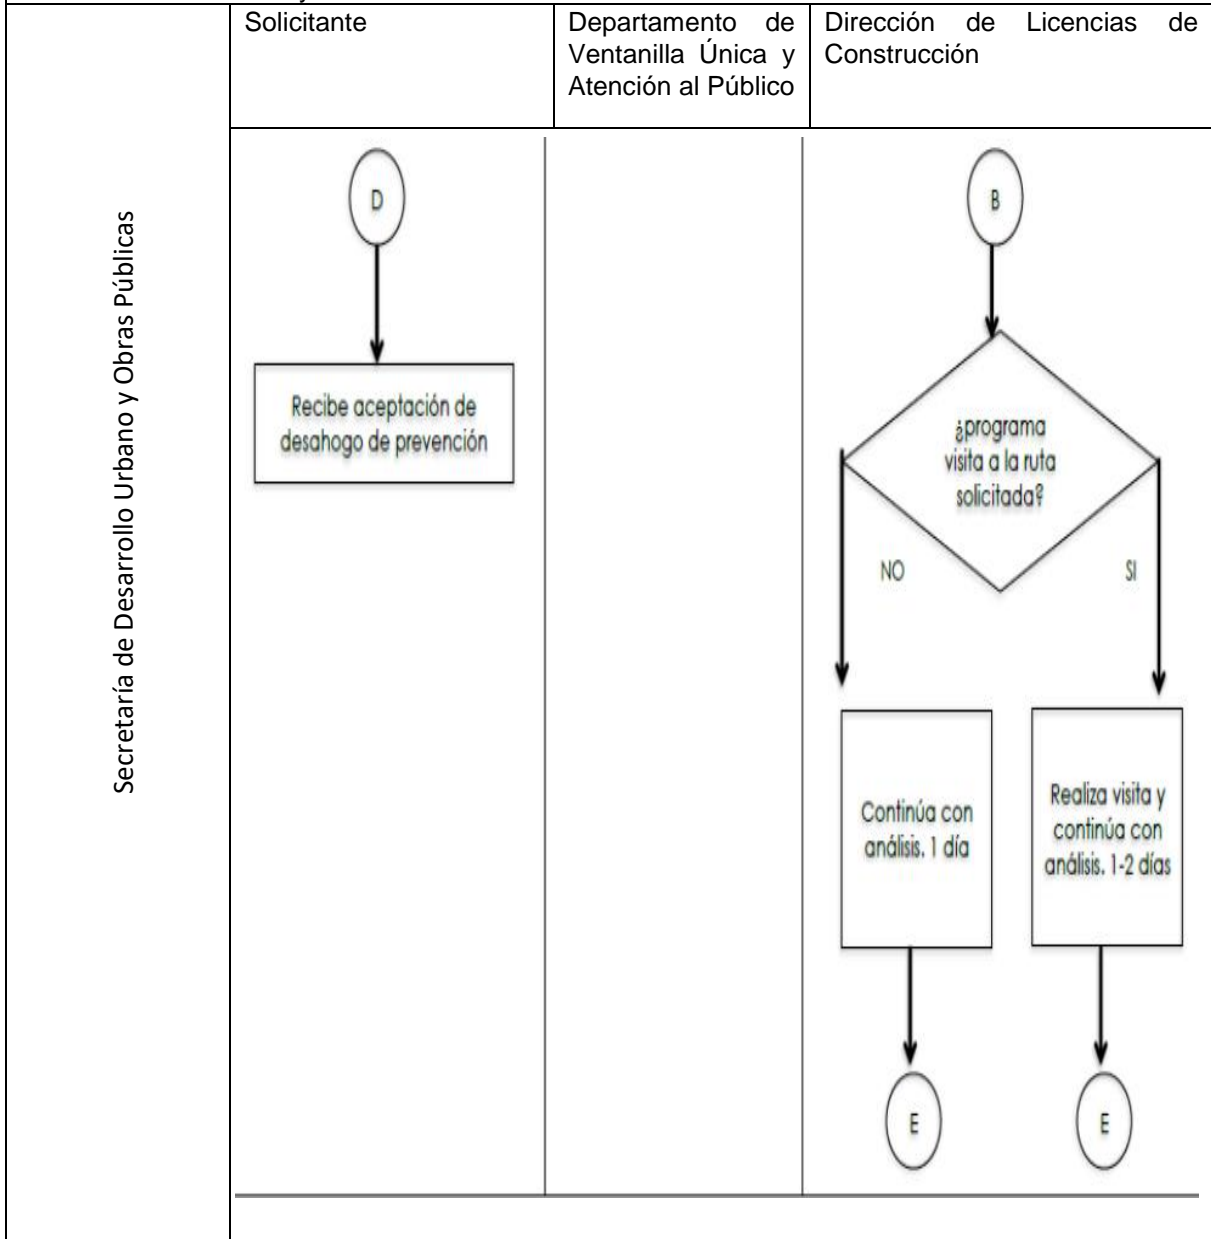 Solicitante
Departamento de
Ventanilla Única y
Atención al Público
Dirección de Licencias de
Construcción
Secretaría de Desarrollo Urbano y Obras Públicas
D
Recibe aceptación de
desahogo de prevención
B
¿programa
visita a la ruta
solicitada?
NO
SI
Continúa con
análisis. 1 día
Realiza visita y
continúa con
análisis. 1-2 días
E
E